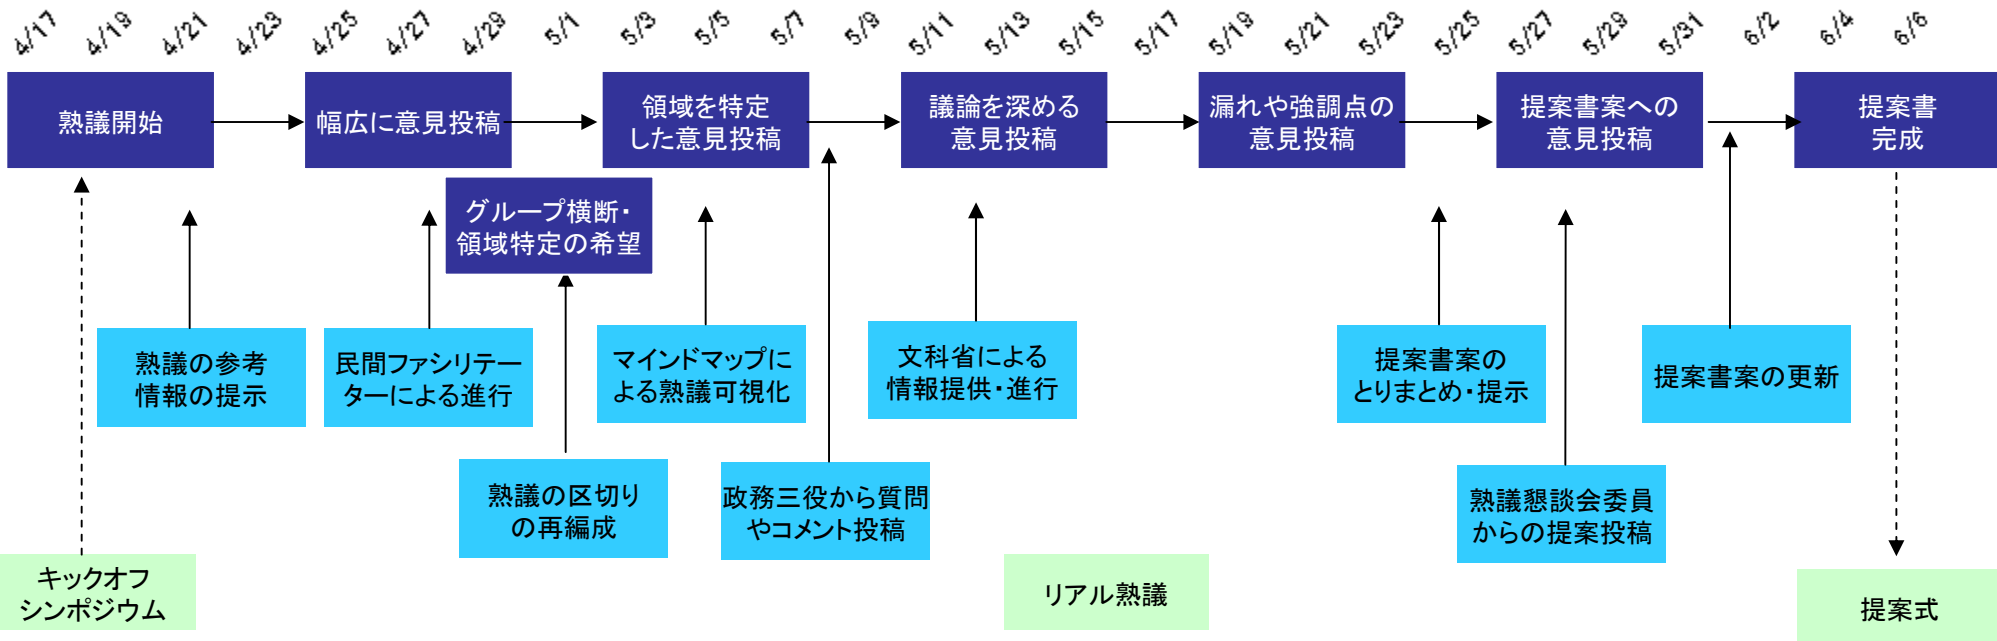 4/17 4/19 4/21 4/23 4/25 4/27 4/29 5/1 5/3 5/5 5/7 5/9 5/11 5/13 5/15 5/17 5/19 5/21 5/23 5/25 5/27 5/29 5/31 6/2 6/4 6/6
熟議開始
幅広に意見投稿
領域を特定
した意見投稿
議論を深める
意見投稿
漏れや強調点の
意見投稿
提案書案への
意見投稿
提案書
完成
グループ横断・
領域特定の希望
熟議の参考
情報の提示
民間ファシリテー
ターによる進行
マインドマップに
よる熟議可視化
文科省による
情報提供・進行
提案書案の
とりまとめ・提示
提案書案の更新
熟議の区切り
の再編成
政務三役から質問
やコメント投稿
熟議懇談会委員
からの提案投稿
キックオフ
シンポジウム
リアル熟議
提案式